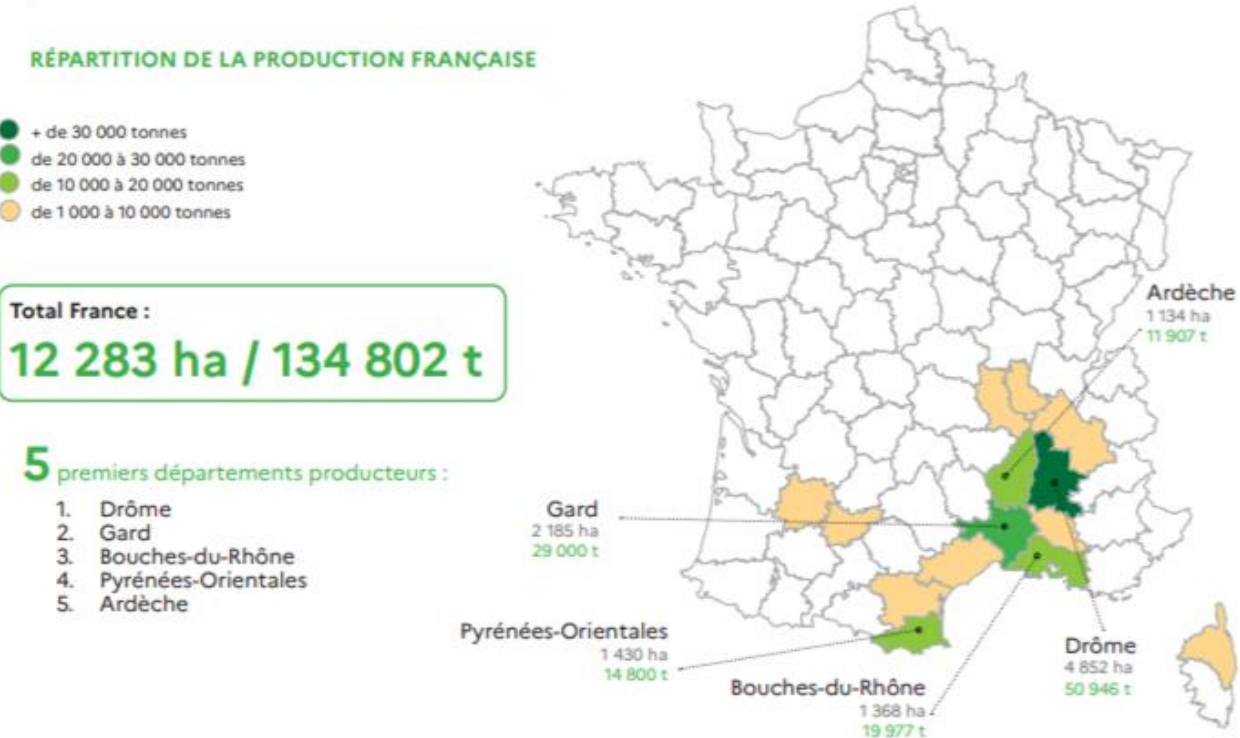 RÉPARTITION DE LA PRODUCTION FRANÇAISE
+ de 30 000 tonnes
de 20 000 à 30 000 tonnes
de 10 000 à 20 000 tonnes
de 1 000 à 10 000 tonnes
Total France :
12 283 ha / 134 802 t
5 premiers départements producteurs :
1. Drôme
2. Gard
3. Bouches-du-Rhône
4. Pyrénées-Orientales
5. Ardèche
Ardèche
1 134 ha
11 907 t
Gard
2 185 ha
29 000 t
Pyrénées-Orientales
1 430 ha
14 800 t
Bouches-du-Rhône
1 368 ha
19 977 t
Drôme
4 852 ha
50 946 t